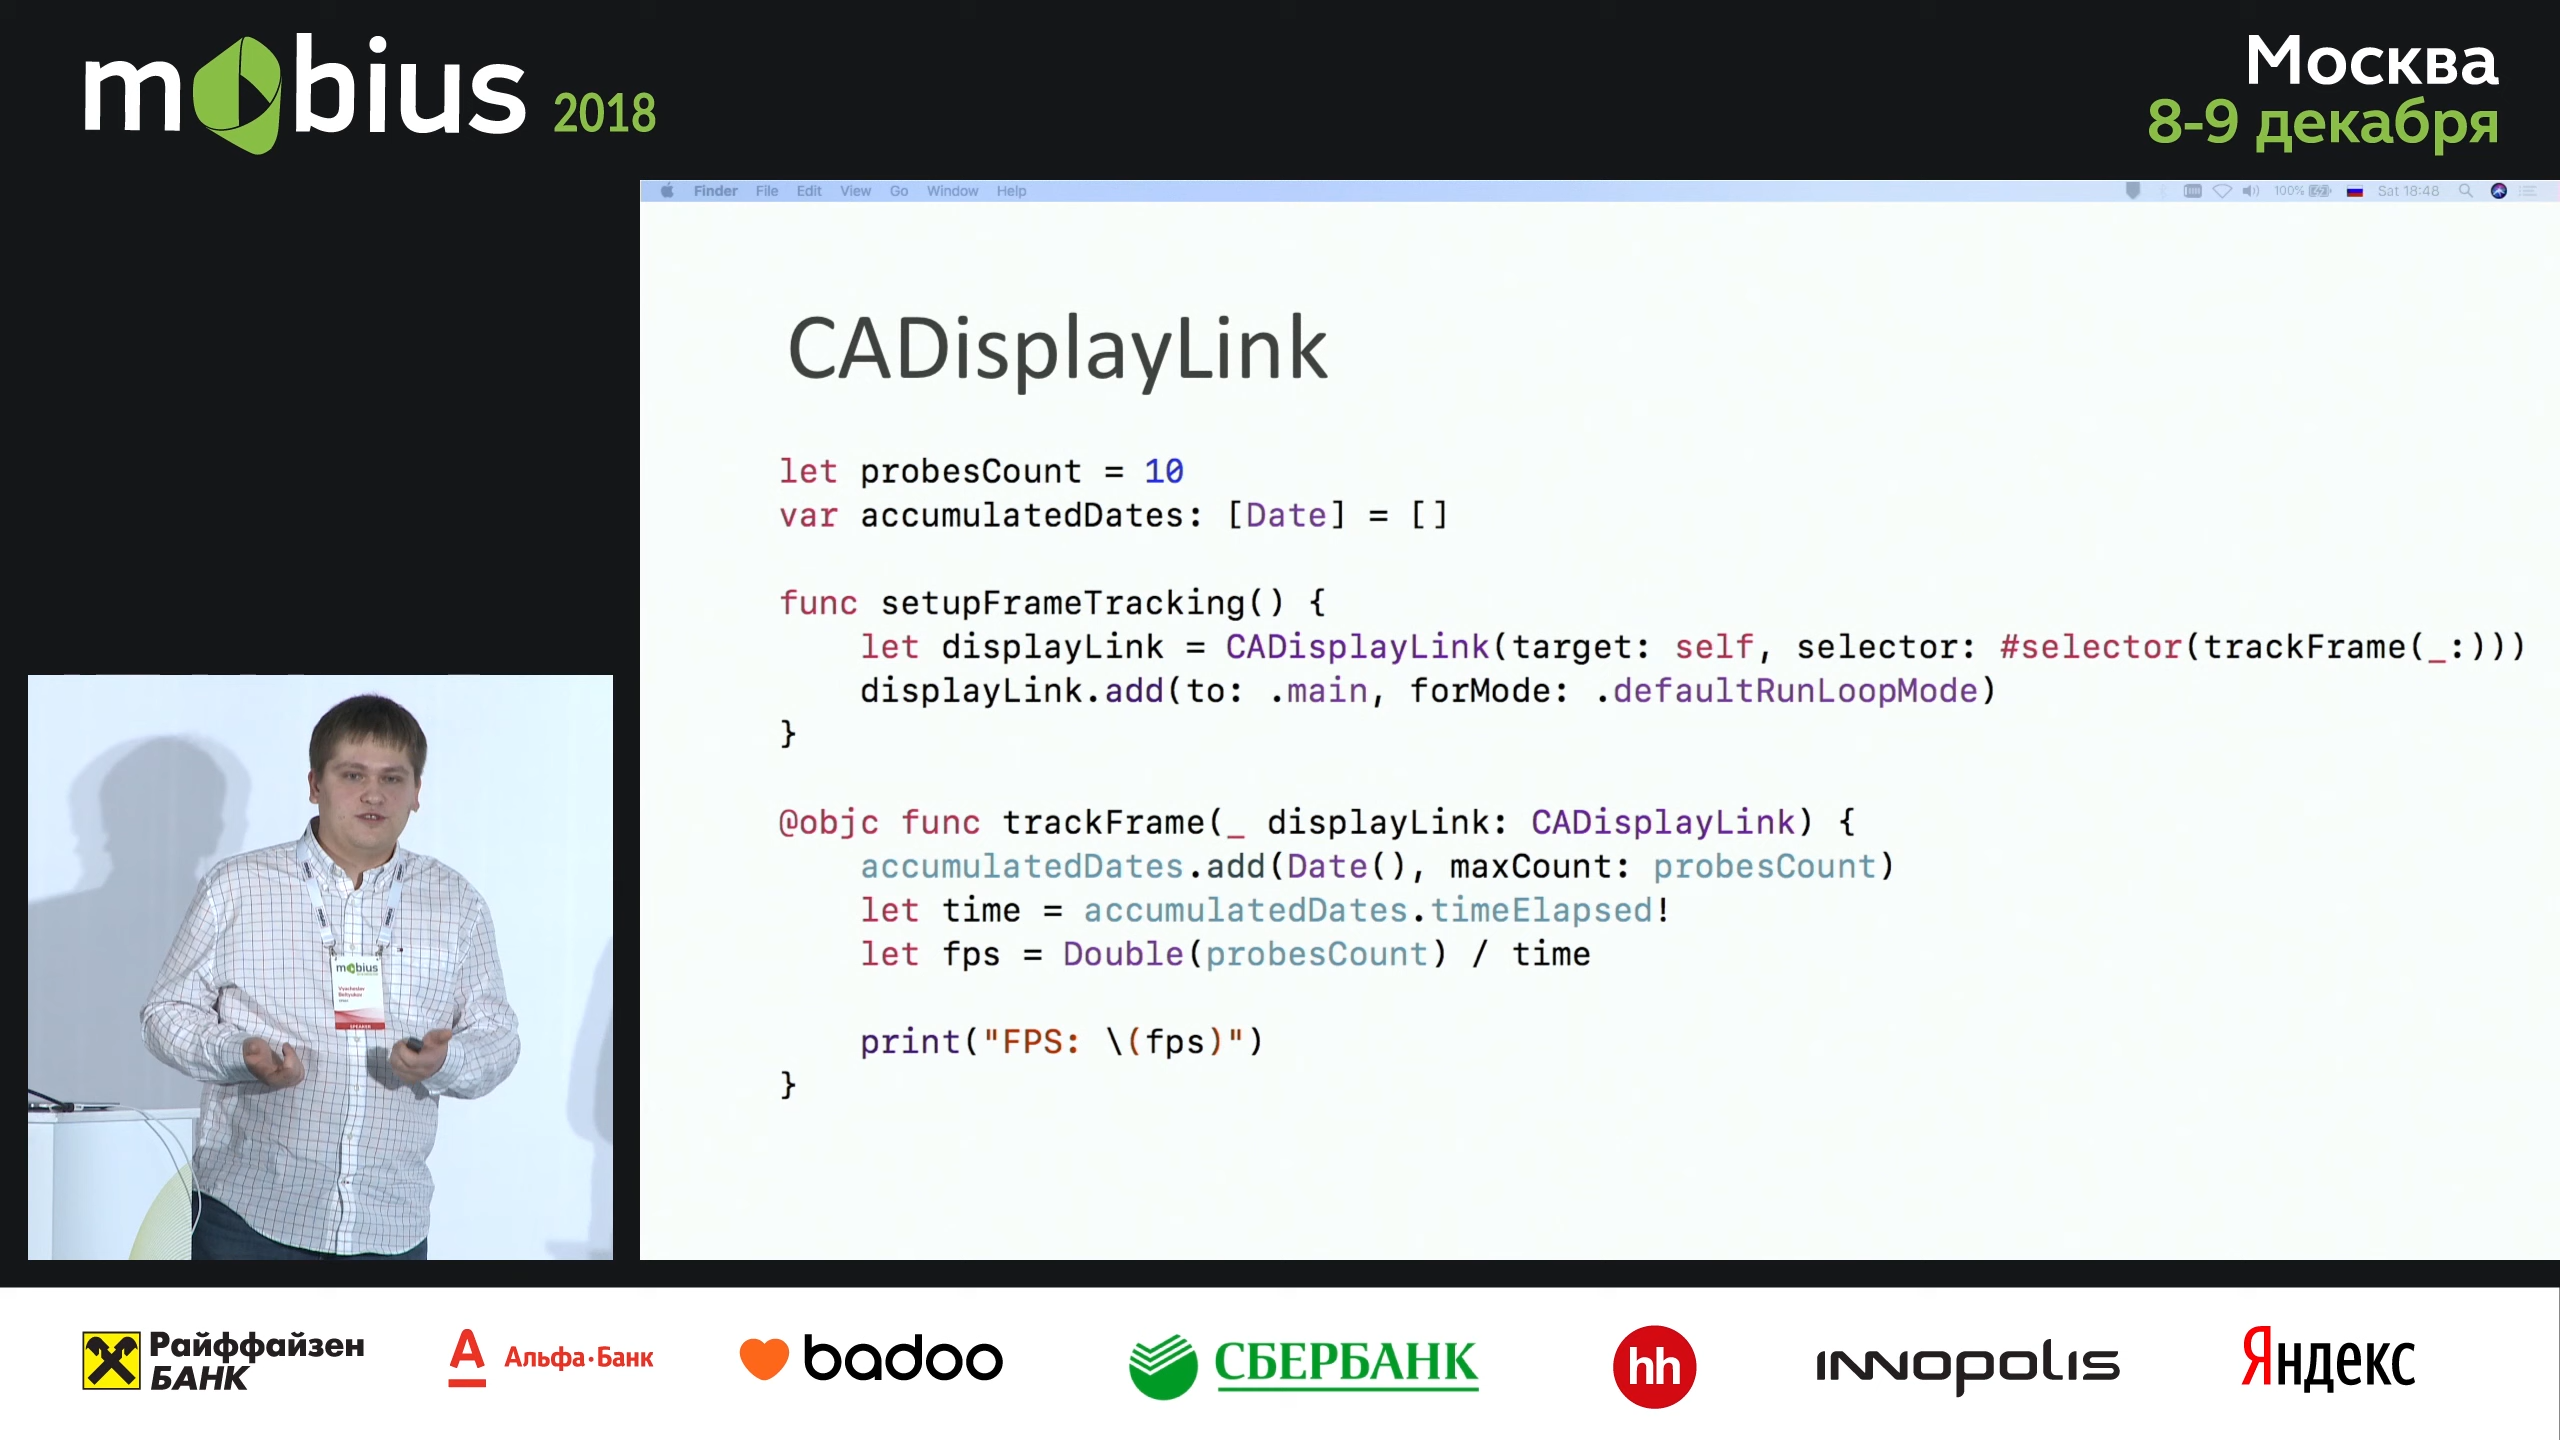 mobius 2018
Москва
8-9 декабря
Finder File Edit View Go Window Help
100% Sat 18:48
CADisplayLink
let probesCount = 10
var accumulatedDates: [Date] = []
func setupFrameTracking() {
    let displayLink = CADisplayLink(target: self, selector: #selector(trackFrame(_:)))
    displayLink.add(to: .main, forMode: .defaultRunLoopMode)
}
@objc func trackFrame(_ displayLink: CADisplayLink) {
    accumulatedDates.add(Date(), maxCount: probesCount)
    let time = accumulatedDates.timeElapsed!
    let fps = Double(probesCount) / time
    print("FPS: \(fps)")
}
mobius
SPEAKER
Райффайзен
БАНК
Альфа·Банк
badoo
СБЕРБАНК
hh
INNOPOLIS
Яндекс